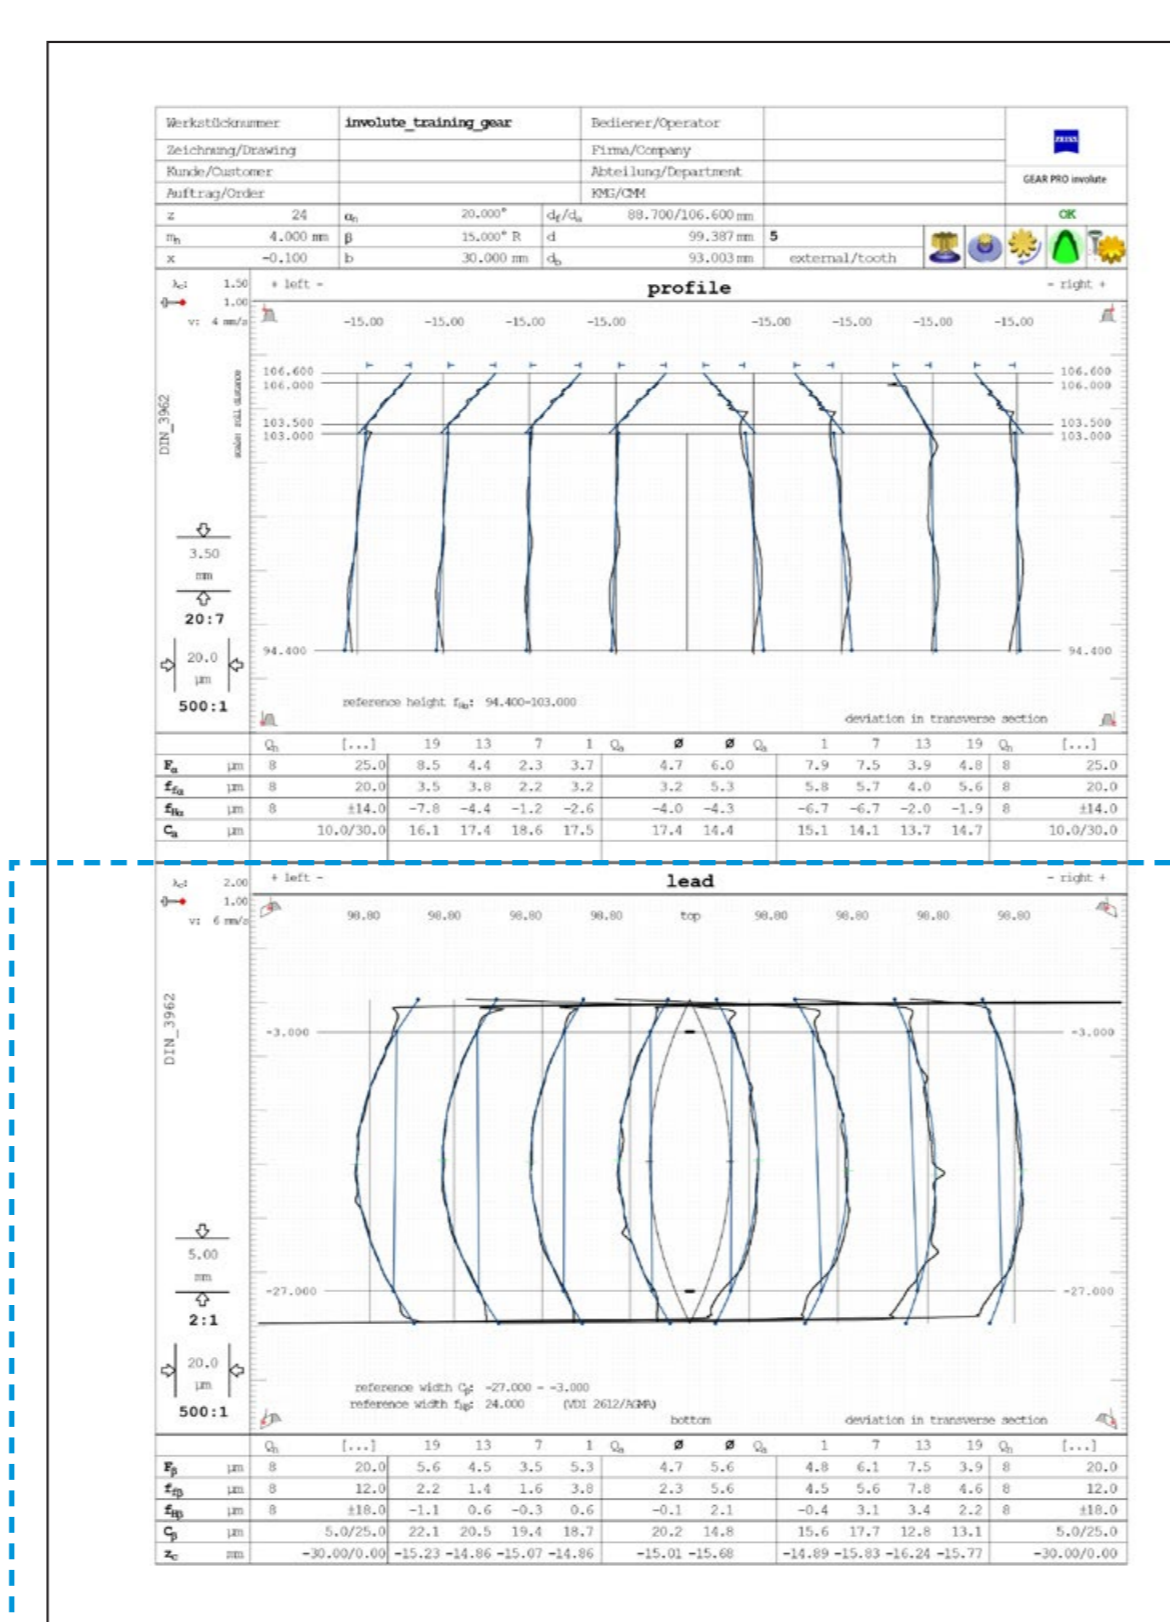 Werkstücknummer involute_training_gear Bediener/Operator
Zeichnung/Drawing Firma/Company
Kunde/Customer Abteilung/Department
Auftrag/Order KMG/CMM
ZEISS
GEAR PRO involute
z 24 αn 20.000° df/da 88.700/106.600 mm OK
mn 4.000 mm β 15.000° R d 99.387 mm 5
x -0.100 b 30.000 mm db 93.003 mm external/tooth
λc: 1.50 + left - profile - right +
1.00
v: 4 mm/s -15.00 -15.00 -15.00 -15.00 -15.00 -15.00 -15.00 -15.00
106.600 106.600
106.000 106.000
DIN_3962
scale: roll distance
103.500 103.500
103.000 103.000
3.50
mm
20:7
94.400 94.400
20.0
µm
500:1
reference height fHα: 94.400-103.000
deviation in transverse section
Qn [...] 19 13 7 1 Qa ø ø Qa 1 7 13 19 Qn [...]
Fα µm 8 25.0 8.5 4.4 2.3 3.7 4.7 6.0 7.9 7.5 3.9 4.8 8 25.0
ffα µm 8 20.0 3.5 3.8 2.2 3.2 3.2 5.3 5.8 5.7 4.0 5.6 8 20.0
fHα µm 8 ±14.0 -7.8 -4.4 -1.2 -2.6 -4.0 -4.3 -6.7 -6.7 -2.0 -1.9 8 ±14.0
Ca µm 10.0/30.0 16.1 17.4 18.6 17.5 17.4 14.4 15.1 14.1 13.7 14.7 10.0/30.0
λc: 2.00 + left - lead - right +
1.00
v: 6 mm/s 98.80 98.80 98.80 98.80 top 98.80 98.80 98.80 98.80
DIN_3962
-3.000 -3.000
5.00
mm
2:1
-27.000 -27.000
20.0
µm
500:1
reference width Cβ: -27.000 - -3.000
reference width fHβ: 24.000 (VDI 2612/AGMA)
bottom deviation in transverse section
Qn [...] 19 13 7 1 Qa ø ø Qa 1 7 13 19 Qn [...]
Fβ µm 8 20.0 5.6 4.5 3.5 5.3 4.7 5.6 4.8 6.1 7.5 3.9 8 20.0
ffβ µm 8 12.0 2.2 1.4 1.6 3.8 2.3 5.6 4.5 5.6 7.8 4.6 8 12.0
fHβ µm 8 ±18.0 -1.1 0.6 -0.3 0.6 -0.1 2.1 -0.4 3.1 3.4 2.2 8 ±18.0
Cβ µm 5.0/25.0 22.1 20.5 19.4 18.7 20.2 14.8 15.6 17.7 12.8 13.1 5.0/25.0
zc mm -30.00/0.00 -15.23 -14.86 -15.07 -14.86 -15.01 -15.68 -14.89 -15.83 -16.24 -15.77 -30.00/0.00